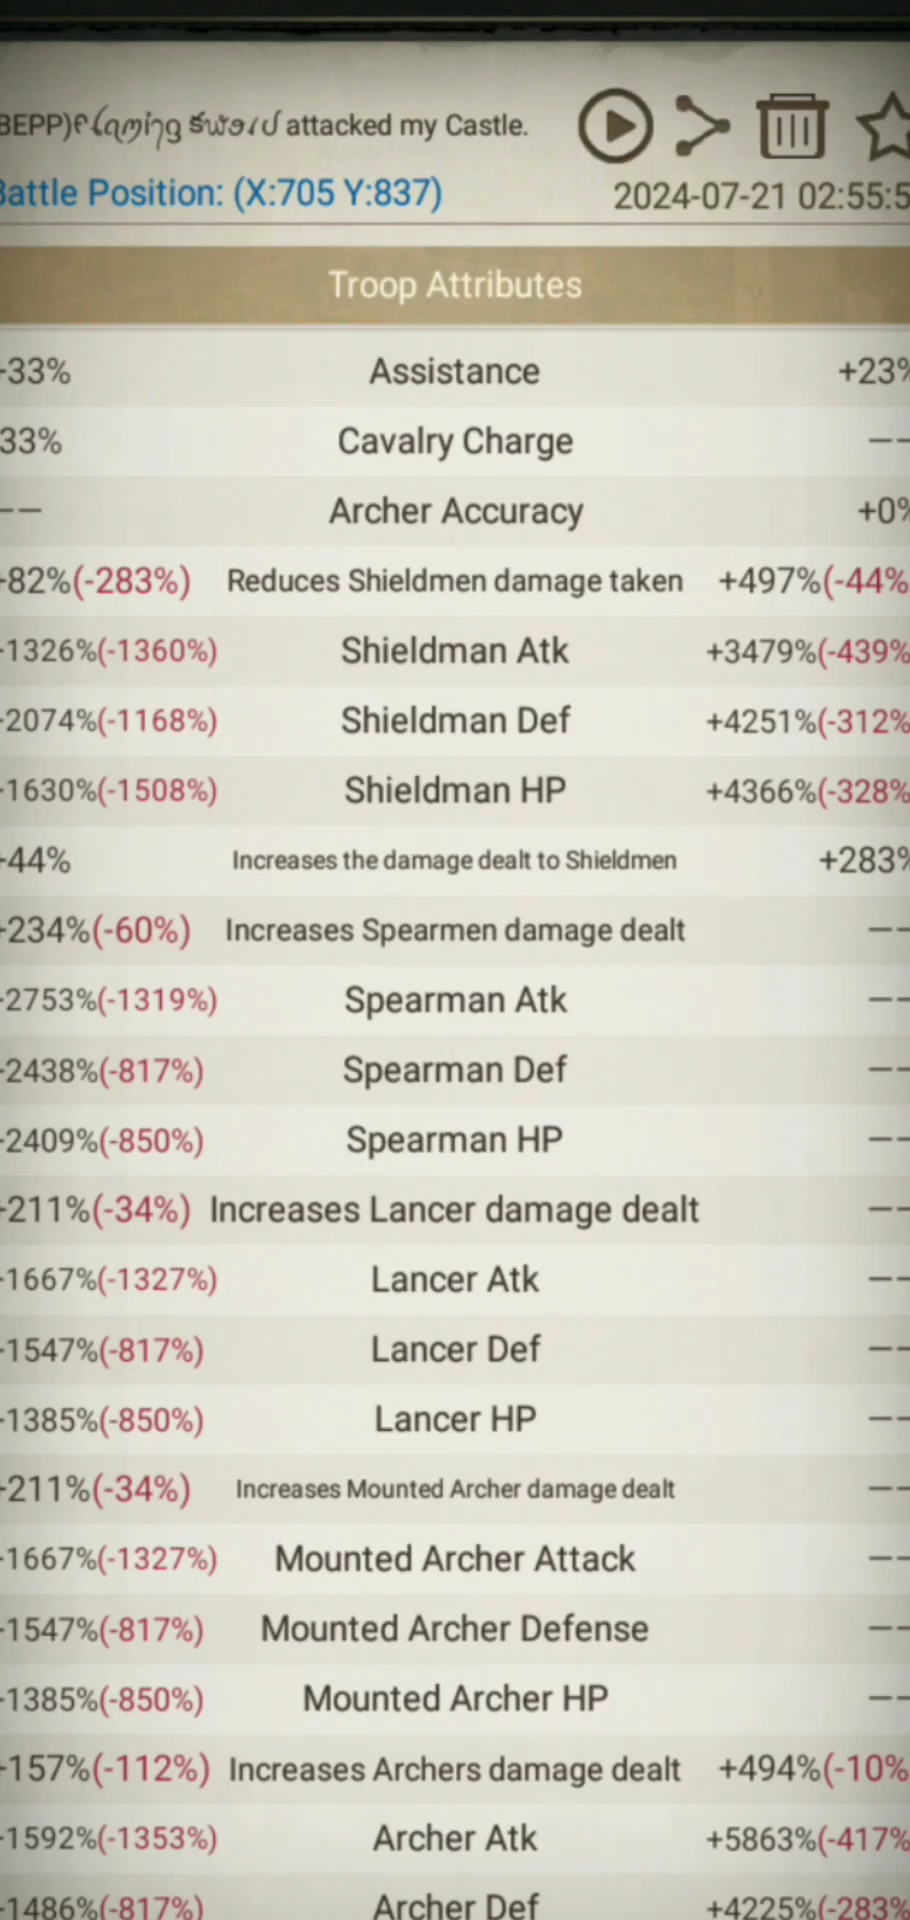 BEPP) attacked my Castle.
Battle Position: (X:705 Y:837) 2024-07-21 02:55:5
Troop Attributes
+33% Assistance +23%
33% Cavalry Charge --
-- Archer Accuracy +0%
+82%(-283%) Reduces Shieldmen damage taken +497%(-44%
-1326%(-1360%) Shieldman Atk +3479%(-439%
-2074%(-1168%) Shieldman Def +4251%(-312%
-1630%(-1508%) Shieldman HP +4366%(-328%
+44% Increases the damage dealt to Shieldmen +283%
+234%(-60%) Increases Spearmen damage dealt --
-2753%(-1319%) Spearman Atk --
-2438%(-817%) Spearman Def --
-2409%(-850%) Spearman HP --
+211%(-34%) Increases Lancer damage dealt --
-1667%(-1327%) Lancer Atk --
-1547%(-817%) Lancer Def --
-1385%(-850%) Lancer HP --
+211%(-34%) Increases Mounted Archer damage dealt --
-1667%(-1327%) Mounted Archer Attack --
-1547%(-817%) Mounted Archer Defense --
-1385%(-850%) Mounted Archer HP --
+157%(-112%) Increases Archers damage dealt +494%(-10%
-1592%(-1353%) Archer Atk +5863%(-417%
-1486%(-817%) Archer Def +4225%(-283%